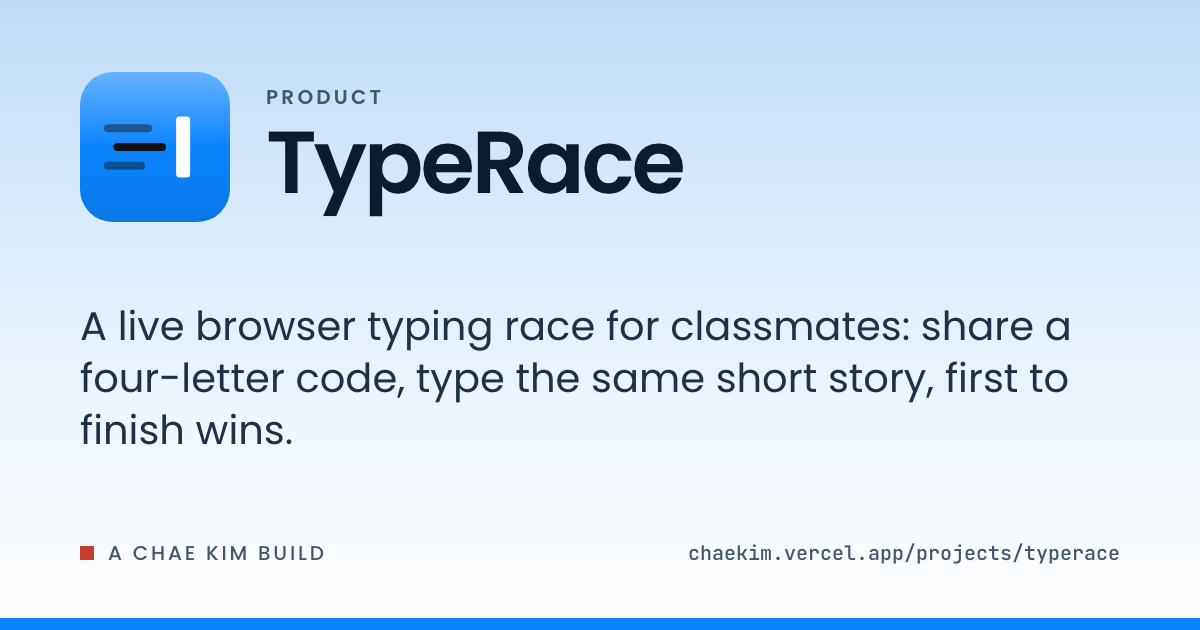 PRODUCT
TypeRace
A live browser typing race for classmates: share a
four-letter code, type the same short story, first to
finish wins.
A CHAE KIM BUILD
chaekim.vercel.app/projects/typerace